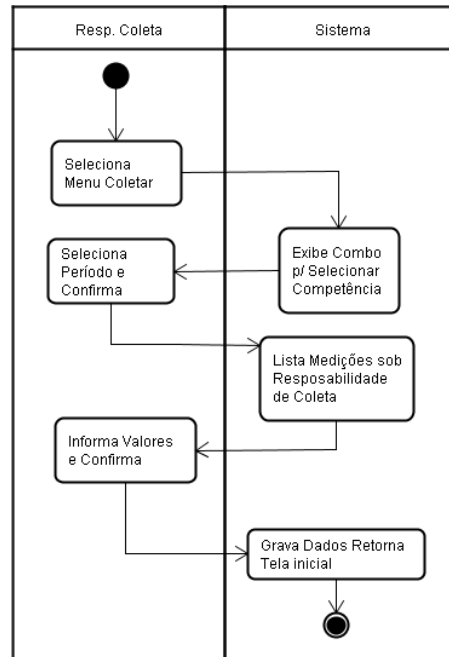 Resp. Coleta
Sistema
Seleciona
Menu Coletar
Exibe Combo
p/ Selecionar
Competência
Seleciona
Período e
Confirma
Lista Medições sob
Resposabilidade
de Coleta
Informa Valores
e Confirma
Grava Dados Retorna
Tela inicial